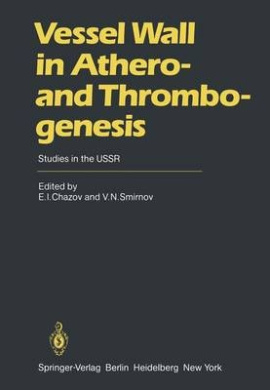 Vessel Wall
in Athero-
and Thrombo-
genesis
Studies in the USSR
Edited by
E.I.Chazov and V.N.Smirnov
Springer-Verlag Berlin Heidelberg New York